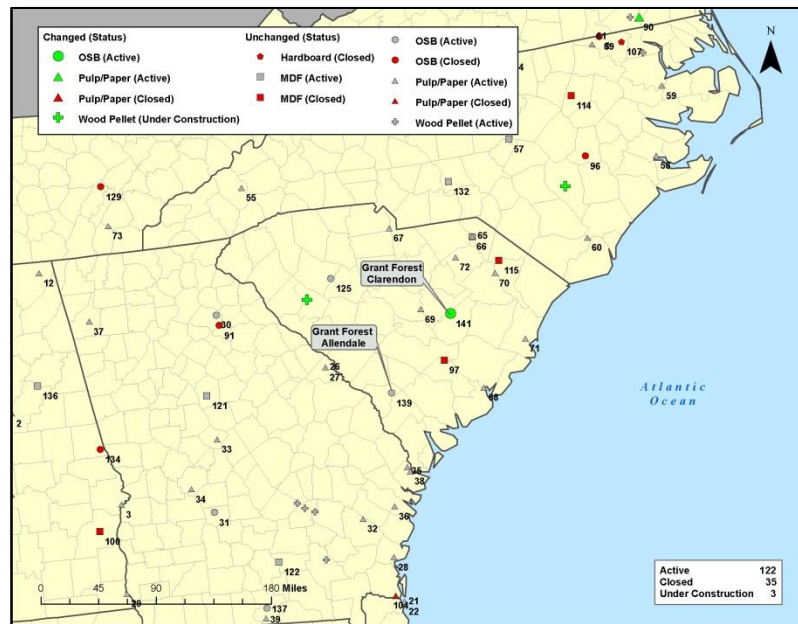 Changed (Status)
OSB (Active)
Pulp/Paper (Active)
Pulp/Paper (Closed)
Wood Pellet (Under Construction)
Unchanged (Status)
Hardboard (Closed)
MDF (Active)
MDF (Closed)
OSB (Active)
OSB (Closed)
Pulp/Paper (Active)
Pulp/Paper (Closed)
Wood Pellet (Active)
N
90
61
89
107
59
114
57
96
58
132
55
129
73
67
65
66
60
72
115
70
12
Grant Forest
Clarendon
125
69
141
37
30
91
Grant Forest
Allendale
71
26
27
97
136
121
139
68
Atlantic
Ocean
2
33
134
35
38
34
3
31
36
32
100
28
122
Active 122
Closed 35
Under Construction 3
0 45 90 180 Miles
29
104
21
22
137
39